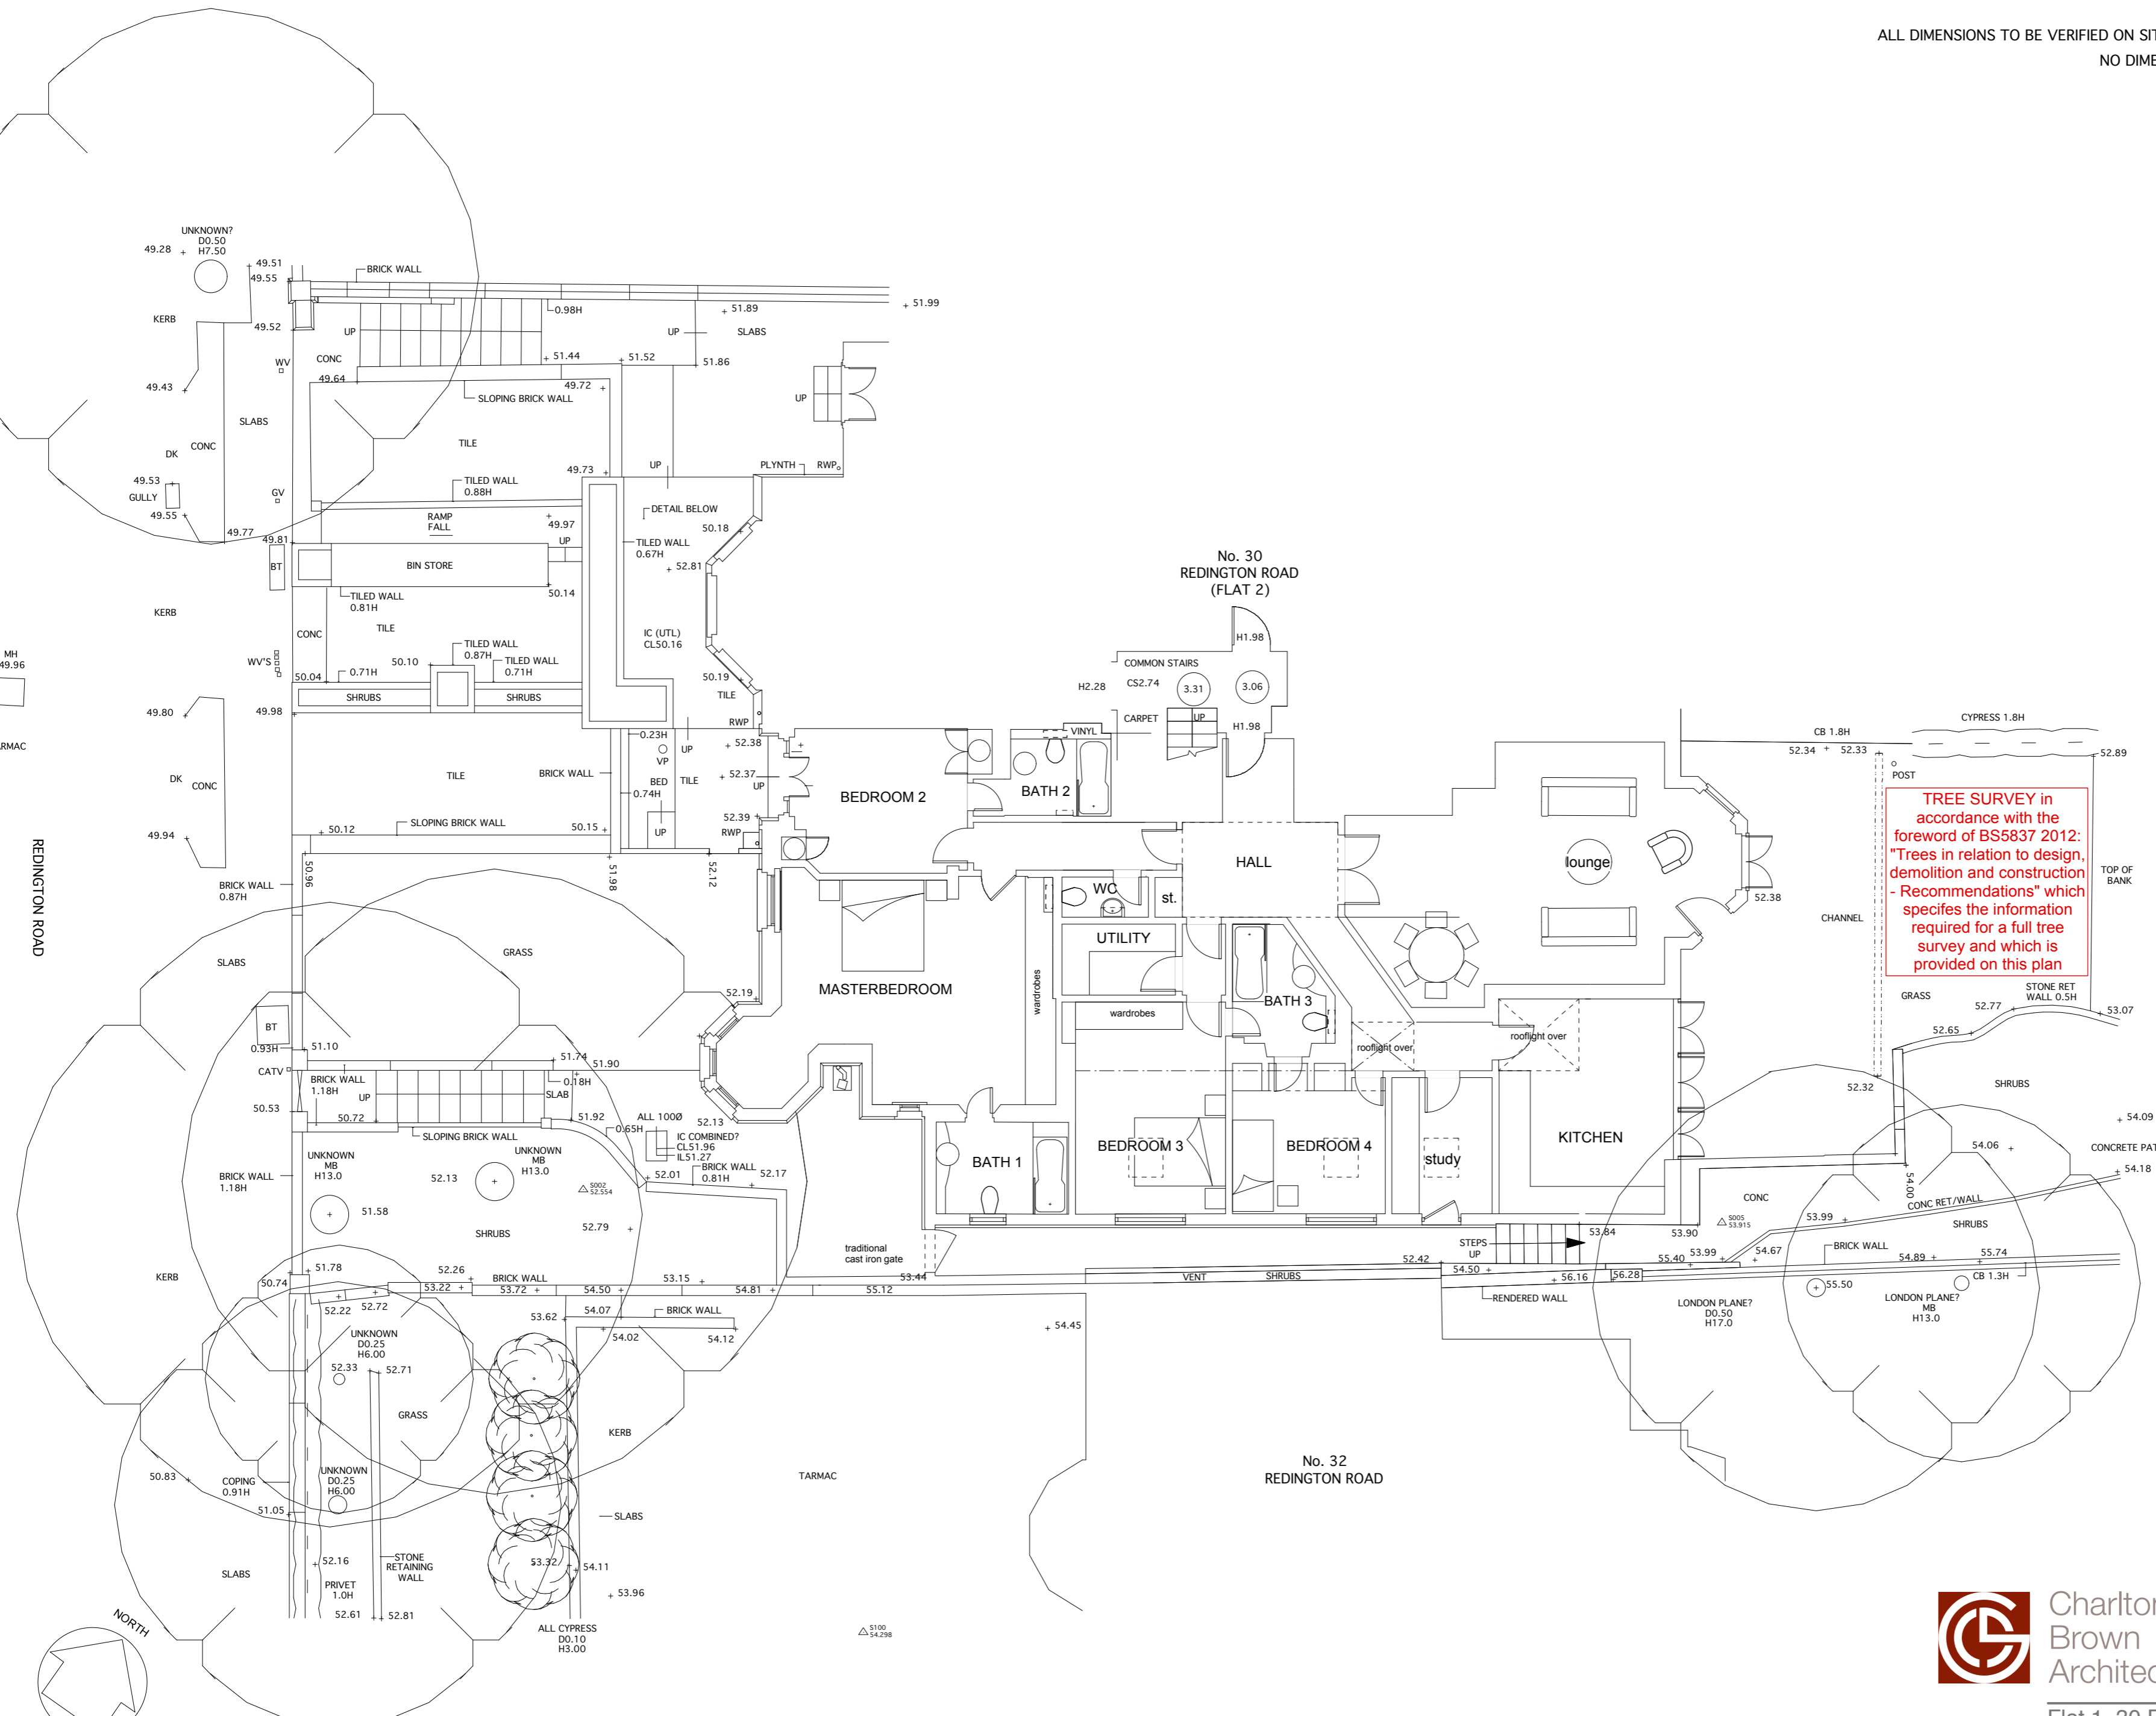 ALL DIMENSIONS TO BE VERIFIED ON SIT
NO DIME
UNKNOWN?
D0.50
H7.50
49.28
49.51
49.55
BRICK WALL
KERB
49.52
UP
0.98H
UP
51.89
SLABS
51.99
WV
CONC
49.64
51.44
51.52
51.86
49.72
49.43
SLOPING BRICK WALL
UP
SLABS
TILE
CONC
DK
49.73
UP
PLYNTH
RWP
49.53
GULLY
49.55
GV
TILED WALL
0.88H
RAMP
FALL
49.97
DETAIL BELOW
50.18
49.77
49.81
UP
TILED WALL
0.67H
BT
BIN STORE
52.81
50.14
No. 30
REDINGTON ROAD
(FLAT 2)
TILED WALL
0.81H
KERB
CONC
TILE
IC (UTL)
CL50.16
H1.98
MH
49.96
WV'S
TILED WALL
0.87H
50.10
TILED WALL
0.71H
0.71H
50.04
50.19
TILE
COMMON STAIRS
H2.28
CS2.74
3.31
3.06
SHRUBS
SHRUBS
49.80
49.98
RWP
CARPET
UP
H1.98
VINYL
CYPRESS 1.8H
CB 1.8H
52.34
52.33
52.89
ARMAC
0.23H
VP
UP
52.38
DK
CONC
TILE
BRICK WALL
BED
TILE
52.37
UP
0.74H
BEDROOM 2
BATH 2
POST
TREE SURVEY in
accordance with the
foreword of BS5837 2012:
"Trees in relation to design,
demolition and construction
- Recommendations" which
specifes the information
required for a full tree
survey and which is
provided on this plan
49.94
50.12
SLOPING BRICK WALL
50.15
UP
52.39
RWP
REDINGTON ROAD
HALL
lounge
TOP OF
BANK
50.96
51.98
52.12
BRICK WALL
0.87H
WC
st.
52.38
CHANNEL
UTILITY
GRASS
SLABS
MASTERBEDROOM
wardrobes
52.19
BATH 3
wardrobes
GRASS
STONE RET
WALL 0.5H
52.77
53.07
52.65
BT
0.93H
51.10
rooflight over
rooflight over
51.74
51.90
CATV
BRICK WALL
1.18H
0.18H
UP
SLAB
52.32
SHRUBS
50.53
50.72
51.92
0.65H
ALL 100Ø
52.13
54.09
SLOPING BRICK WALL
IC COMBINED?
CL51.96
IL51.27
BEDROOM 3
BEDROOM 4
study
KITCHEN
54.06
CONCRETE PAT
54.18
UNKNOWN
MB
H13.0
UNKNOWN
MB
H13.0
BRICK WALL
0.81H
52.17
52.01
BATH 1
BRICK WALL
1.18H
52.13
S002
52.554
54.00
CONC
CONC RET/WALL
51.58
SHRUBS
52.79
53.99
S005
53.915
SHRUBS
traditional
cast iron gate
STEPS
UP
53.84
53.90
KERB
52.42
53.99
54.67
BRICK WALL
55.40
54.89
55.74
51.78
50.74
52.26
BRICK WALL
53.15
53.44
54.50
VENT
SHRUBS
56.16
56.28
CB 1.3H
53.22
53.72
54.50
54.81
55.12
55.50
52.22
52.72
54.07
BRICK WALL
RENDERED WALL
LONDON PLANE?
D0.50
H17.0
LONDON PLANE?
MB
H13.0
53.62
54.02
54.12
54.45
UNKNOWN
D0.25
H6.00
52.33
52.71
GRASS
KERB
No. 32
REDINGTON ROAD
50.83
COPING
0.91H
UNKNOWN
D0.25
H6.00
TARMAC
51.05
SLABS
52.16
STONE
RETAINING
WALL
53.32
54.11
SLABS
PRIVET
1.0H
53.96
52.61
52.81
NORTH
ALL CYPRESS
D0.10
H3.00
S100
54.298
Charlton
Brown
Architec